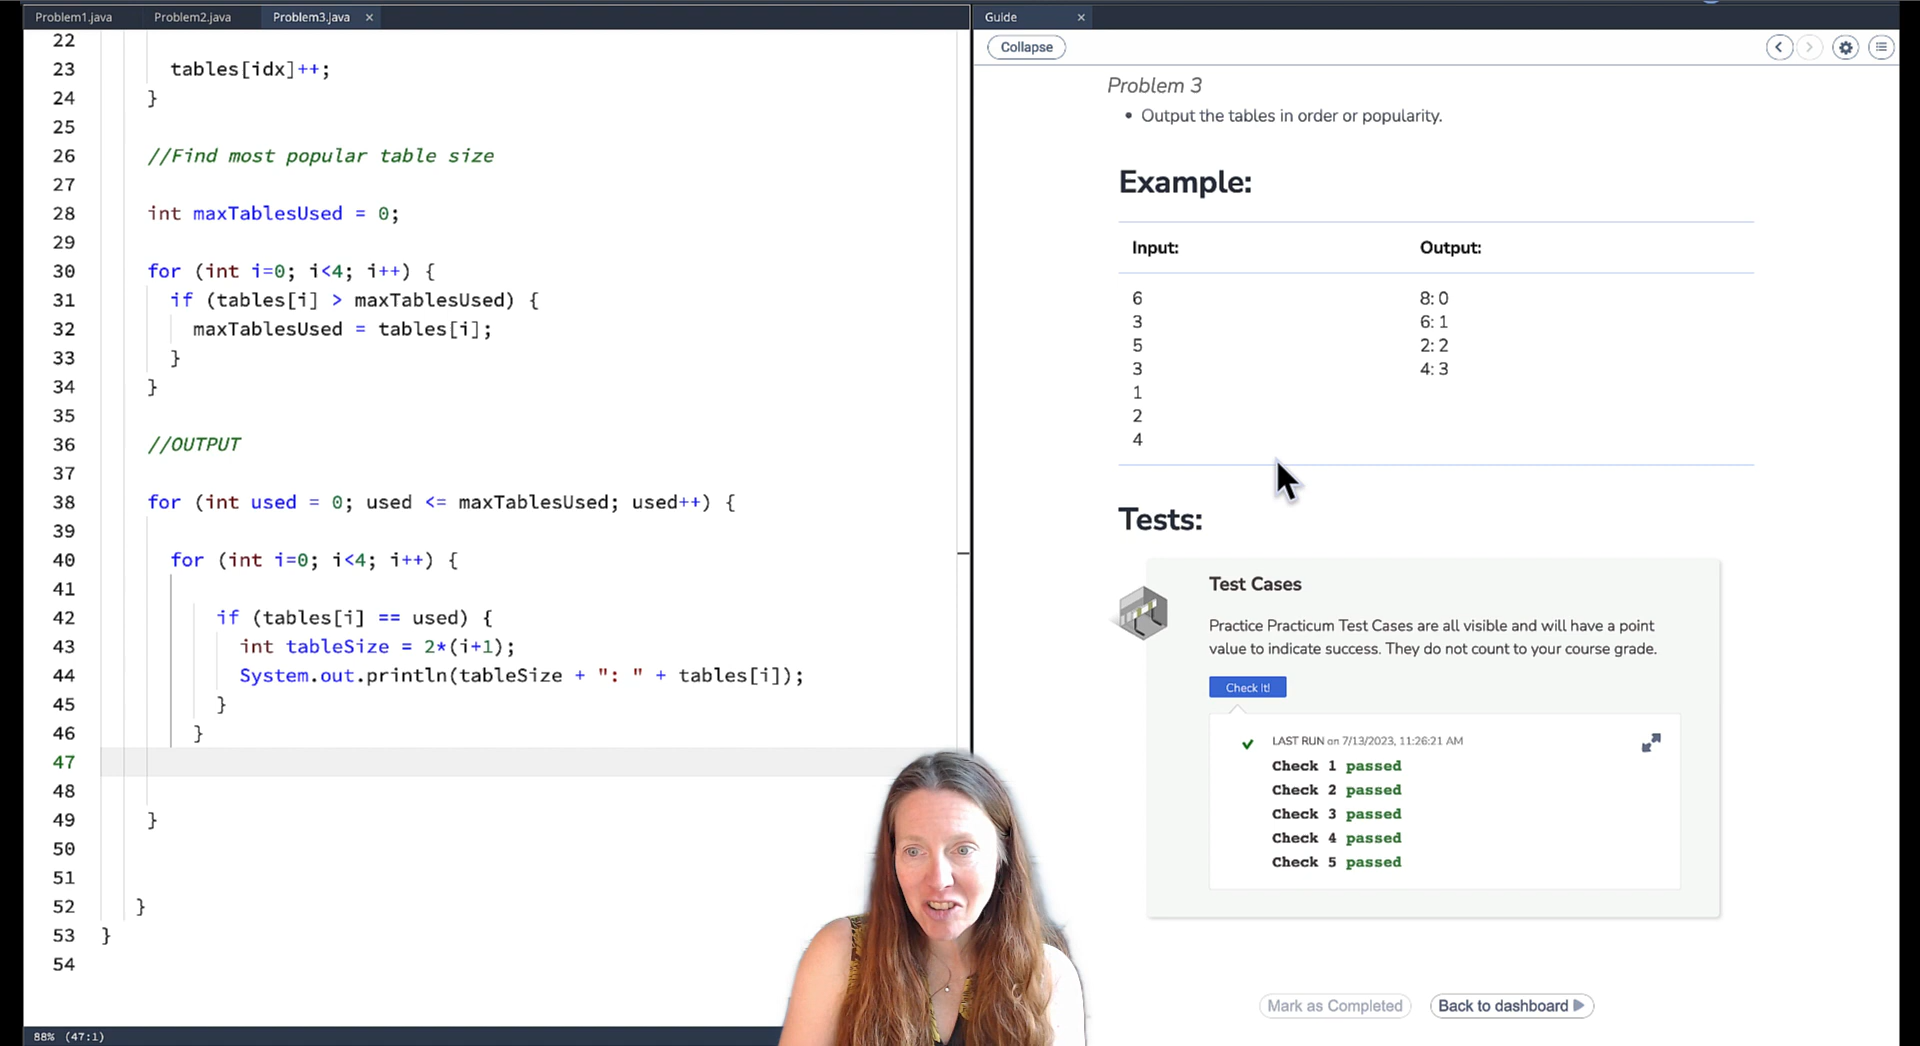 Problem1.java Problem2.java Problem3.java ×
22
23 tables[idx]++;
24 }
25
26 //Find most popular table size
27
28 int maxTablesUsed = 0;
29
30 for (int i=0; i<4; i++) {
31 if (tables[i] > maxTablesUsed) {
32 maxTablesUsed = tables[i];
33 }
34 }
35
36 //OUTPUT
37
38 for (int used = 0; used <= maxTablesUsed; used++) {
39
40 for (int i=0; i<4; i++) {
41
42 if (tables[i] == used) {
43 int tableSize = 2*(i+1);
44 System.out.println(tableSize + ": " + tables[i]);
45 }
46 }
47
48
49 }
50
51
52 }
53 }
54
88% (47:1)
Guide ×
Collapse
Problem 3
• Output the tables in order or popularity.
Example:
Input: Output:
6 8: 0
3 6: 1
5 2: 2
3 4: 3
1
2
4
Tests:
Test Cases
Practice Practicum Test Cases are all visible and will have a point
value to indicate success. They do not count to your course grade.
Check It!
LAST RUN on 7/13/2023, 11:26:21 AM
Check 1 passed
Check 2 passed
Check 3 passed
Check 4 passed
Check 5 passed
Mark as Completed Back to dashboard